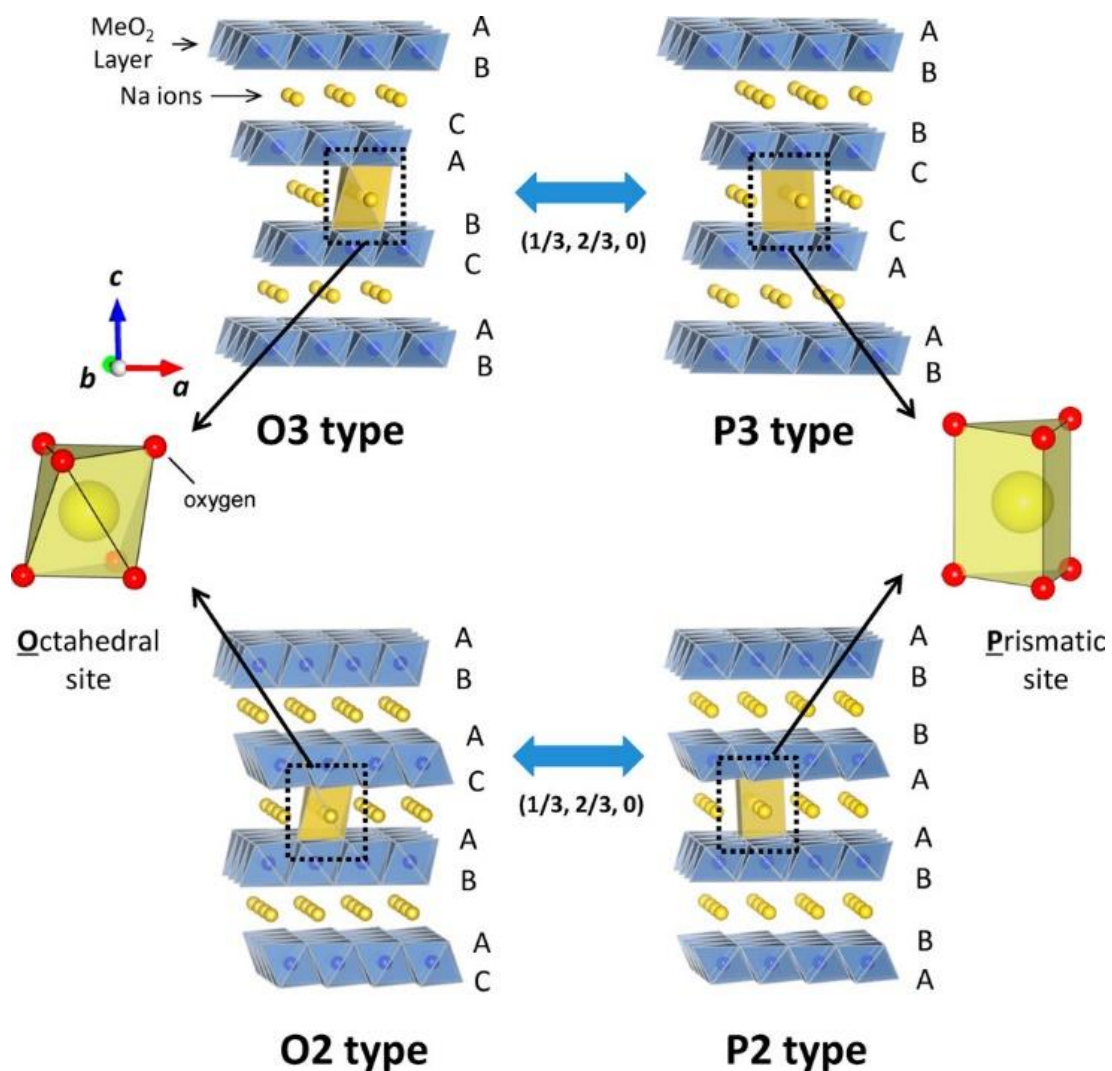 MeO2
Layer
Na ions
A
B
C
A
B
C
A
B
A
B
B
C
C
A
A
B
(1/3, 2/3, 0)
c
b
a
O3 type
P3 type
oxygen
Octahedral
site
Prismatic
site
A
B
A
C
A
B
A
C
A
B
B
A
A
B
B
A
(1/3, 2/3, 0)
O2 type
P2 type